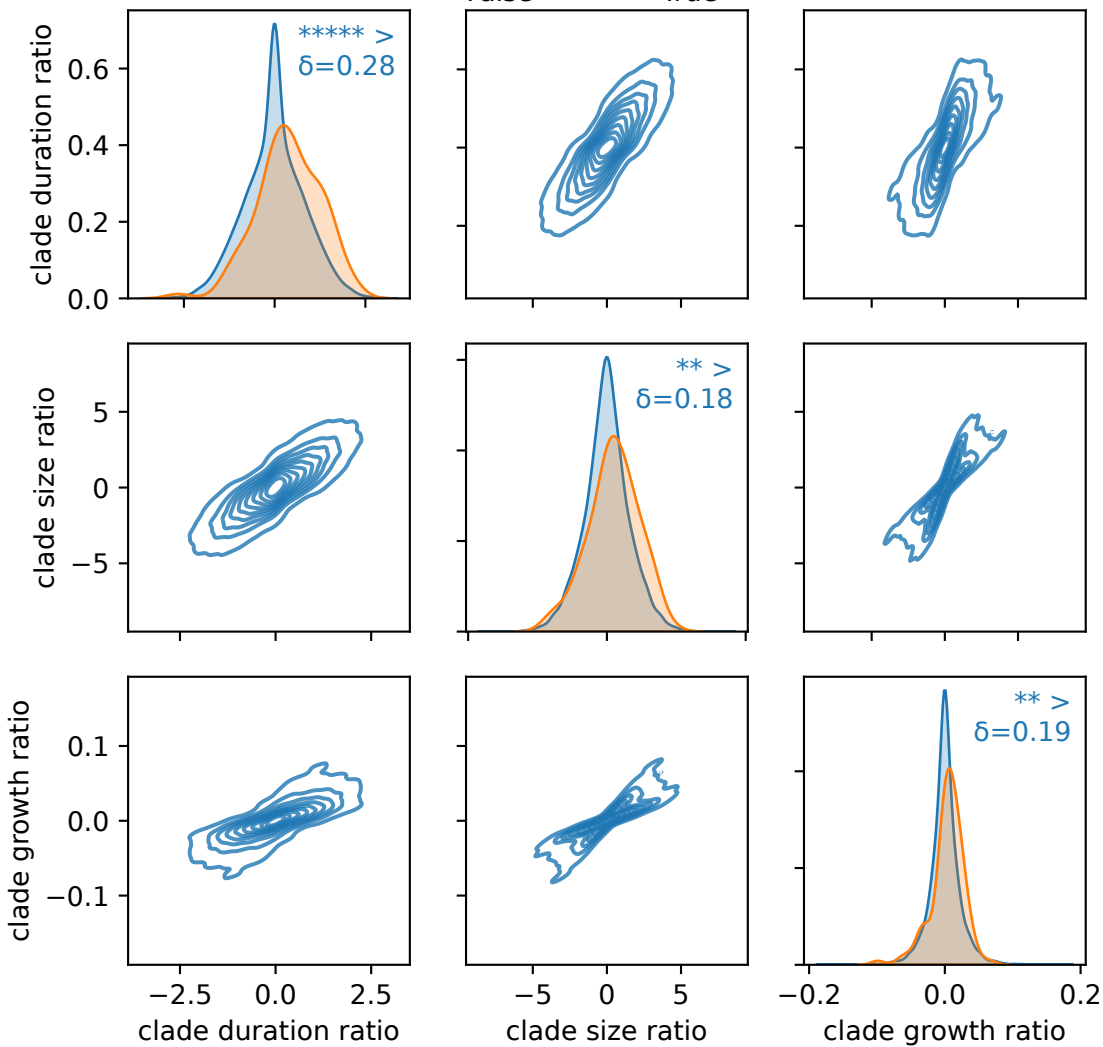 ***** >
δ=0.28
clade duration ratio
0.6
0.4
0.2
0.0
** >
δ=0.18
clade size ratio
5
0
−5
** >
δ=0.19
clade growth ratio
0.1
0.0
−0.1
−2.5 0.0 2.5
−5 0 5
−0.2 0.0 0.2
clade duration ratio
clade size ratio
clade growth ratio